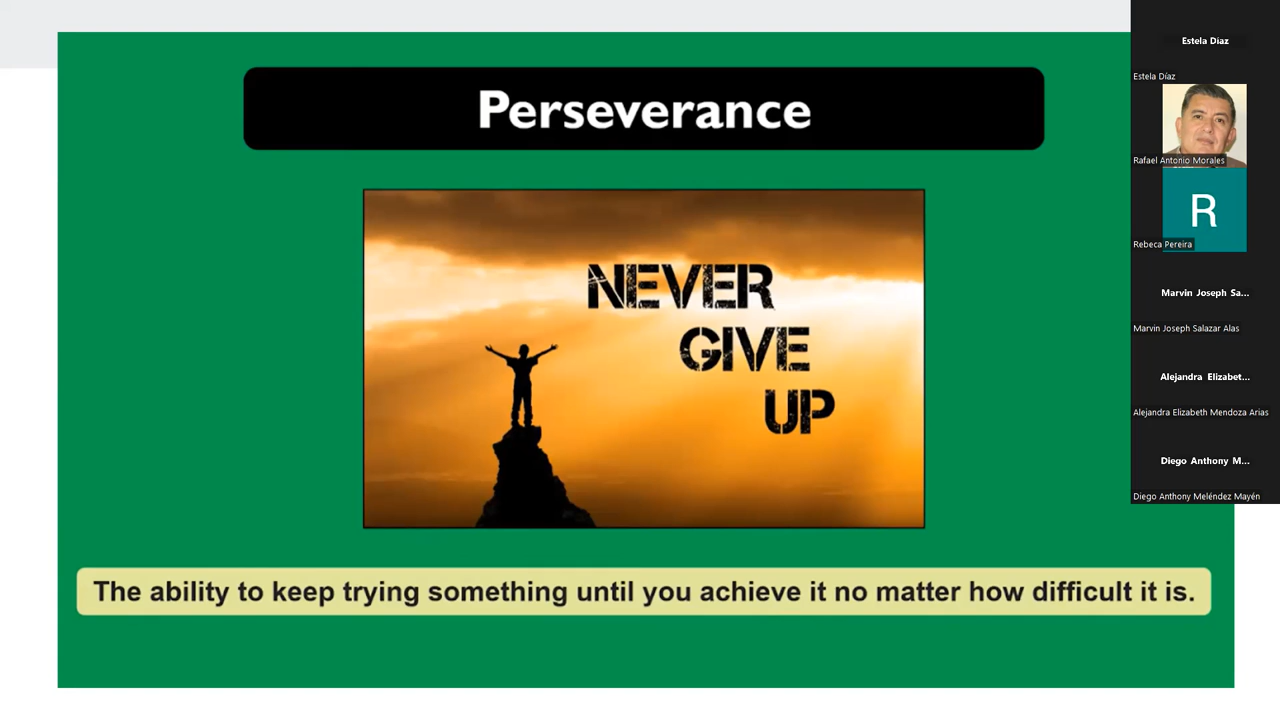 Perseverance
NEVER
GIVE
UP
The ability to keep trying something until you achieve it no matter how difficult it is.
Estela Díaz
Estela Díaz
Rafael Antonio Morales
R
Rebeca Pereira
Marvin Joseph Sa...
Marvin Joseph Salazar Alas
Alejandra Elizabet...
Alejandra Elizabeth Mendoza Arias
Diego Anthony M...
Diego Anthony Meléndez Mayén